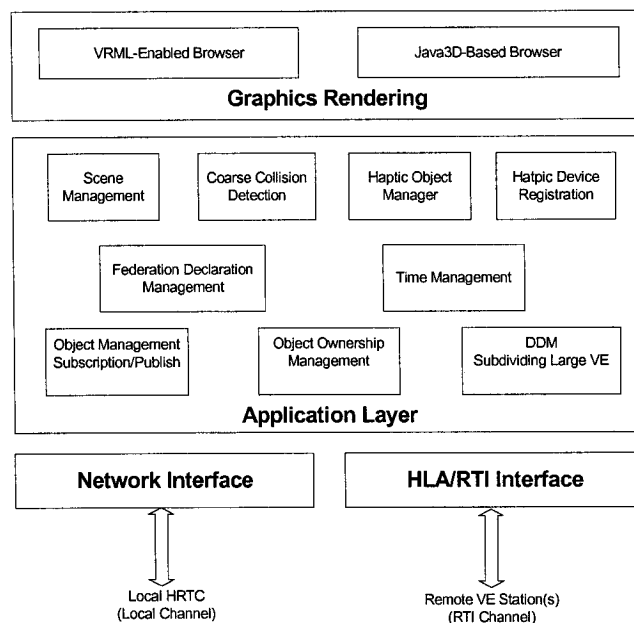 VRML-Enabled Browser
Java3D-Based Browser
Graphics Rendering
Scene
Management
Coarse Collision
Detection
Haptic Object
Manager
Hatpic Device
Registration
Federation Declaration
Management
Time Management
Object Management
Subscription/Publish
Object Ownership
Management
DDM
Subdividing Large VE
Application Layer
Network Interface
HLA/RTI Interface
Local HRTC
(Local Channel)
Remote VE Station(s)
(RTI Channel)